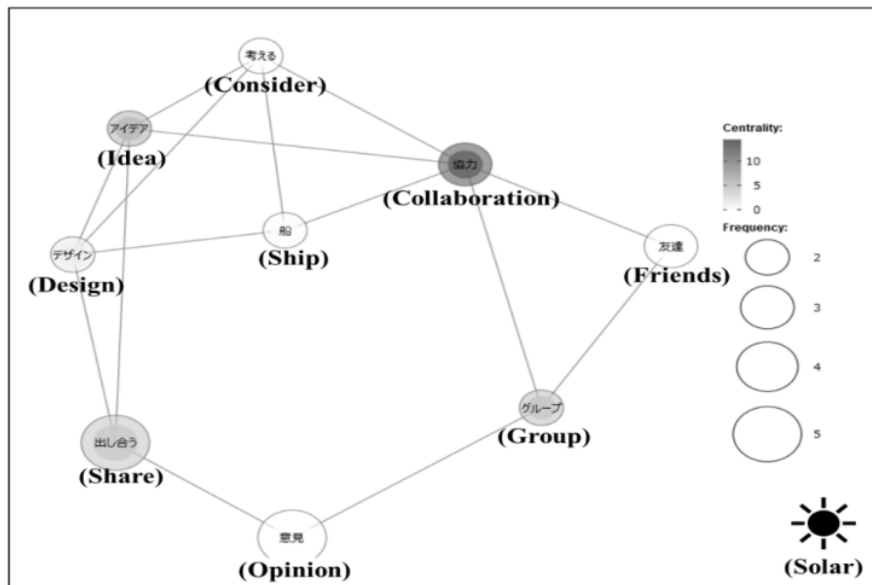 考える
(Consider)
アイデア
(Idea)
協力
(Collaboration)
船
(Ship)
デザイン
(Design)
友達
(Friends)
グループ
(Group)
出し合う
(Share)
意見
(Opinion)
Centrality:
10
5
0
Frequency:
2
3
4
5
(Solar)